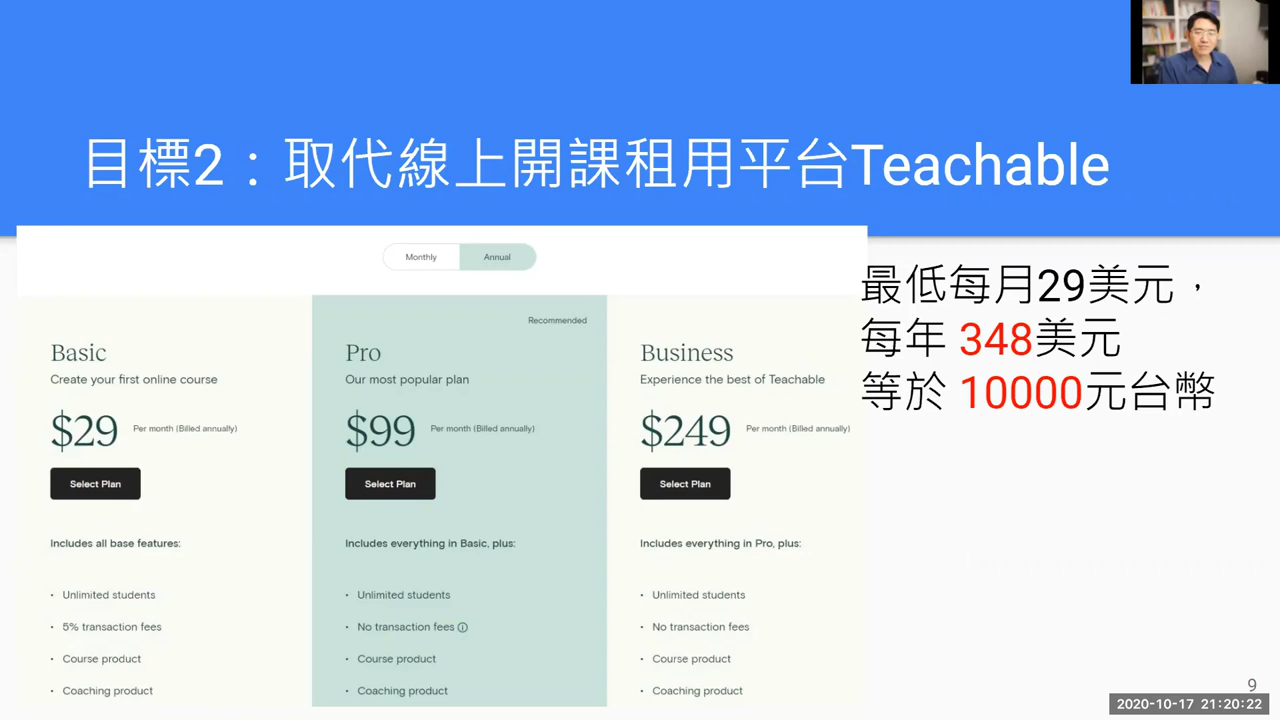 目標2：取代線上開課租用平台Teachable
Monthly
Annual
最低每月29美元，
每年 348美元
等於 10000元台幣
Recommended
Basic
Create your first online course
$29 Per month (Billed annually)
Select Plan
Includes all base features:
• Unlimited students
• 5% transaction fees
• Course product
• Coaching product
Pro
Our most popular plan
$99 Per month (Billed annually)
Select Plan
Includes everything in Basic, plus:
• Unlimited students
• No transaction fees
• Course product
• Coaching product
Business
Experience the best of Teachable
$249 Per month (Billed annually)
Select Plan
Includes everything in Pro, plus:
• Unlimited students
• No transaction fees
• Course product
• Coaching product
9
2020-10-17 21:20:22